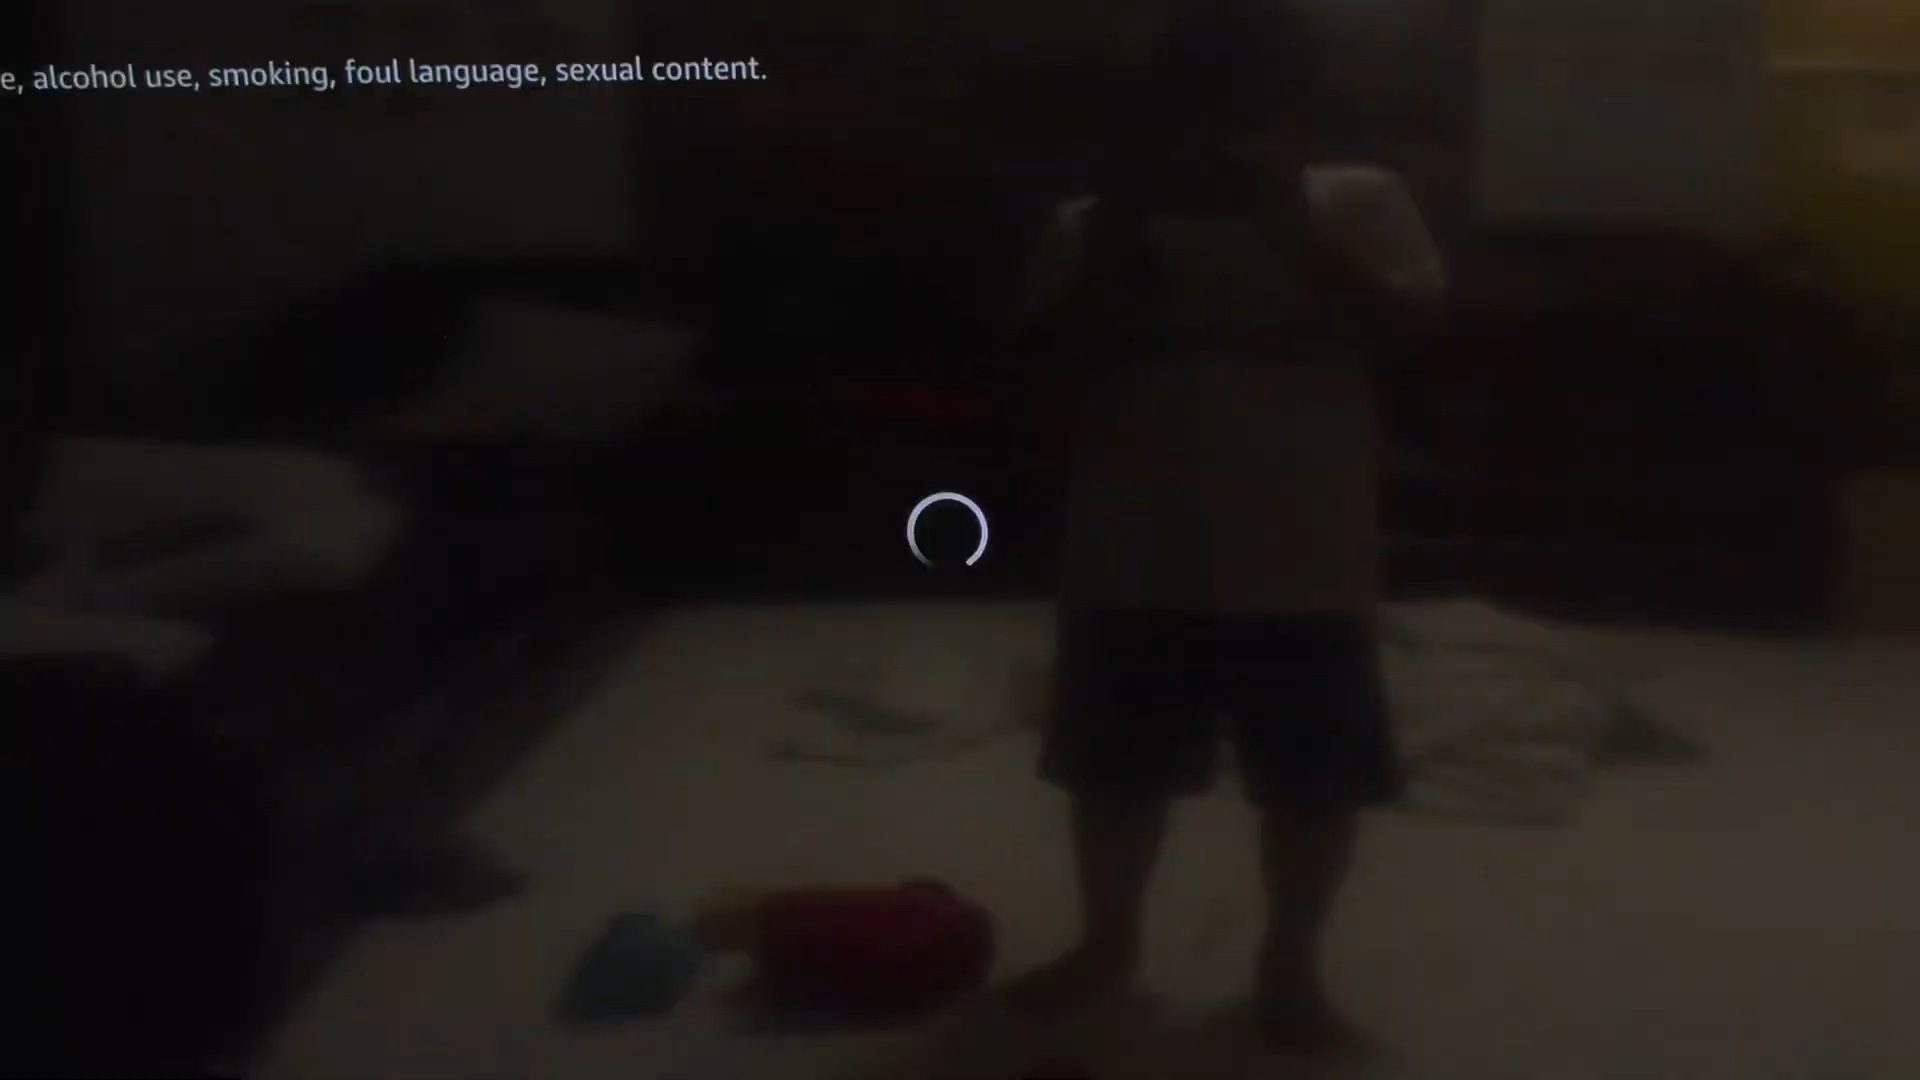 e, alcohol use, smoking, foul language, sexual content.